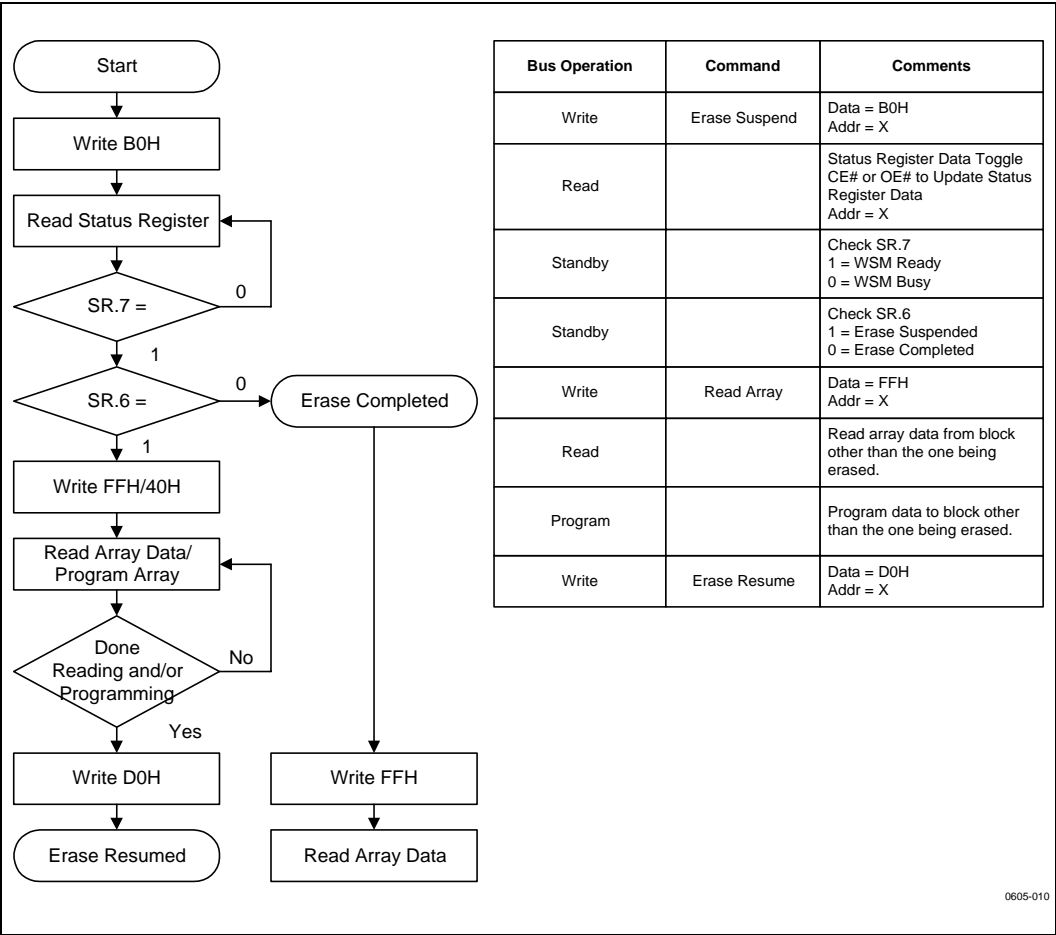 Start
Write B0H
Read Status Register
SR.7 =
0
1
SR.6 =
0
Erase Completed
1
Write FFH/40H
Read Array Data/
Program Array
Done
Reading and/or
Programming
No
Yes
Write D0H
Write FFH
Erase Resumed
Read Array Data
Bus Operation Command Comments
Write Erase Suspend Data = B0H
Addr = X
Read Status Register Data Toggle
CE# or OE# to Update Status
Register Data
Addr = X
Standby Check SR.7
1 = WSM Ready
0 = WSM Busy
Standby Check SR.6
1 = Erase Suspended
0 = Erase Completed
Write Read Array Data = FFH
Addr = X
Read Read array data from block
other than the one being
erased.
Program Program data to block other
than the one being erased.
Write Erase Resume Data = D0H
Addr = X
0605-010